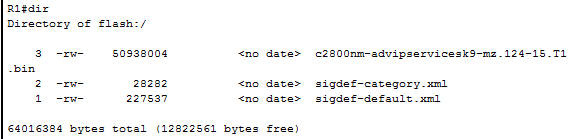 R1#dir
Directory of flash:/
3 -rw- 50938004 <no date> c2800nm-advipservicesk9-mz.124-15.T1
.bin
2 -rw- 28282 <no date> sigdef-category.xml
1 -rw- 227537 <no date> sigdef-default.xml
64016384 bytes total (12822561 bytes free)